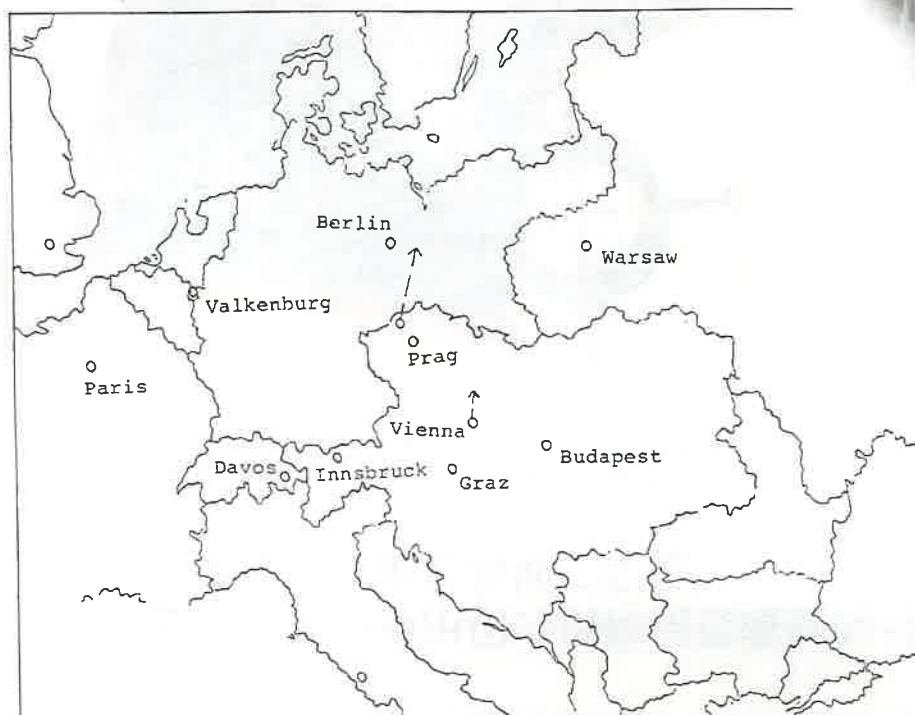 Berlin
Warsaw
Valkenburg
Prag
Paris
Vienna
Budapest
Davos
Innsbruck
Graz